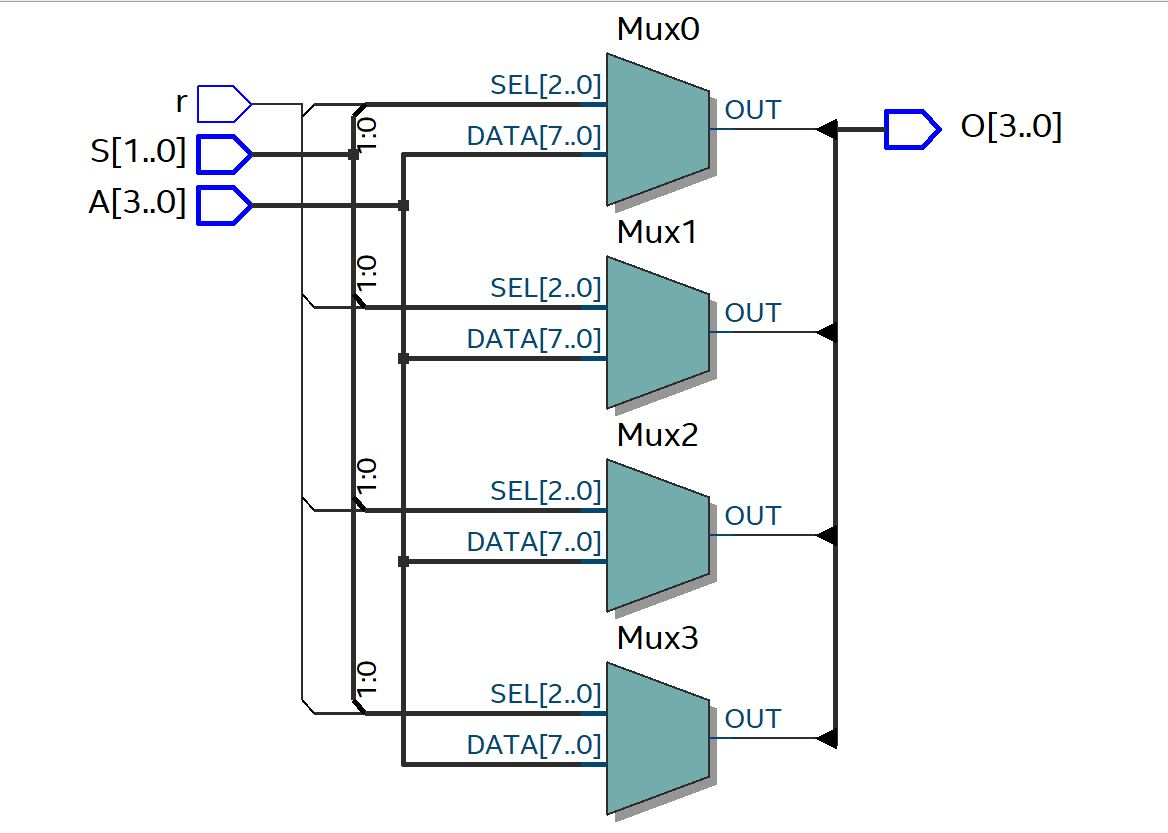 Mux0
r
SEL[2..0]
OUT
1:0
S[1..0]
DATA[7..0]
O[3..0]
A[3..0]
Mux1
1:0
SEL[2..0]
OUT
DATA[7..0]
Mux2
1:0
SEL[2..0]
OUT
DATA[7..0]
Mux3
1:0
SEL[2..0]
OUT
DATA[7..0]